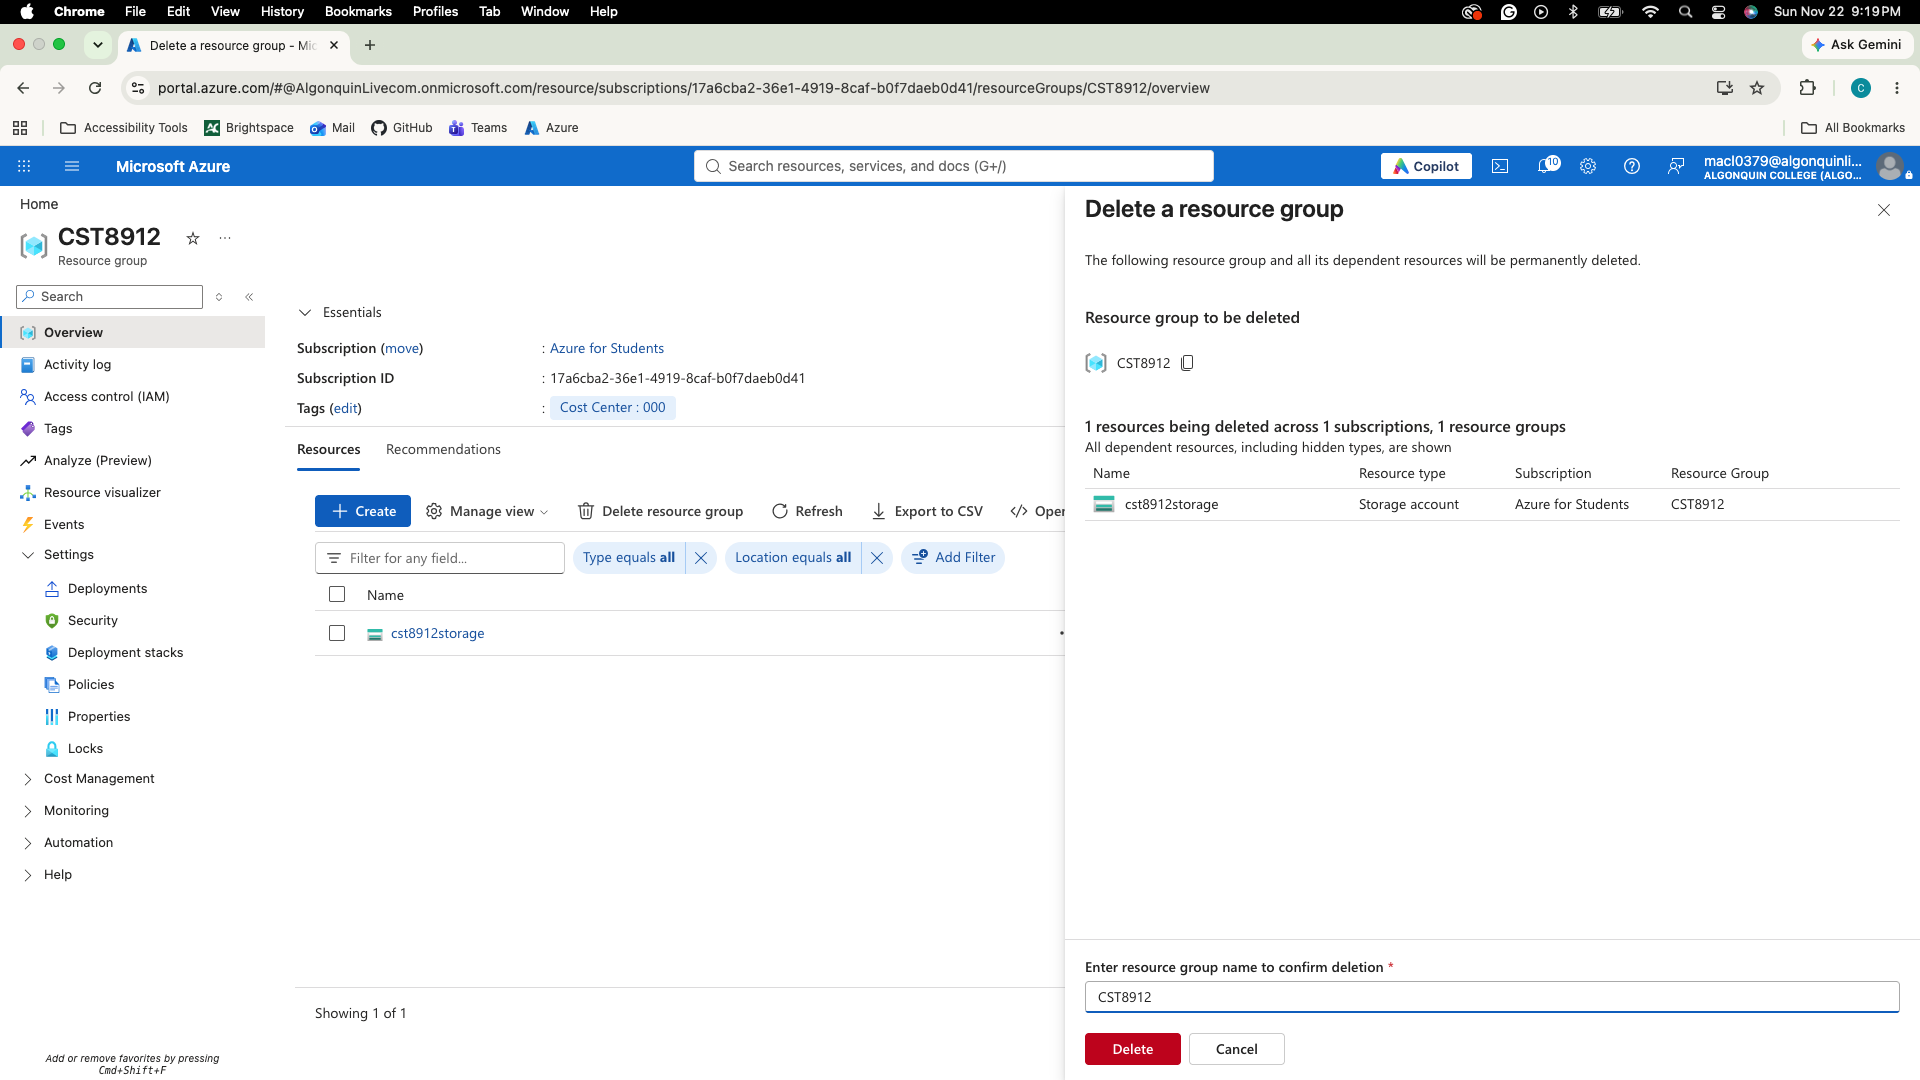 Chrome File Edit View History Bookmarks Profiles Tab Window Help
Sun Nov 22 9:19 PM
Delete a resource group - Mic
Ask Gemini
portal.azure.com/#@AlgonquinLivecom.onmicrosoft.com/resource/subscriptions/17a6cba2-36e1-4919-8caf-b0f7daeb0d41/resourceGroups/CST8912/overview
C
Accessibility Tools Brightspace Mail GitHub Teams Azure
All Bookmarks
Microsoft Azure
Search resources, services, and docs (G+/)
Copilot
10
macl0379@algonquinli...
ALGONQUIN COLLEGE (ALGO...
Home
CST8912
Resource group
Search
Overview
Activity log
Access control (IAM)
Tags
Analyze (Preview)
Resource visualizer
Events
Settings
Deployments
Security
Deployment stacks
Policies
Properties
Locks
Cost Management
Monitoring
Automation
Help
Add or remove favorites by pressing
Cmd+Shift+F
Essentials
Subscription (move) : Azure for Students
Subscription ID : 17a6cba2-36e1-4919-8caf-b0f7daeb0d41
Tags (edit) : Cost Center : 000
Resources Recommendations
Create Manage view Delete resource group Refresh Export to CSV Open
Filter for any field... Type equals all Location equals all Add Filter
Name
cst8912storage
Showing 1 of 1
Delete a resource group
The following resource group and all its dependent resources will be permanently deleted.
Resource group to be deleted
CST8912
1 resources being deleted across 1 subscriptions, 1 resource groups
All dependent resources, including hidden types, are shown
Name Resource type Subscription Resource Group
cst8912storage Storage account Azure for Students CST8912
Enter resource group name to confirm deletion *
CST8912
Delete Cancel